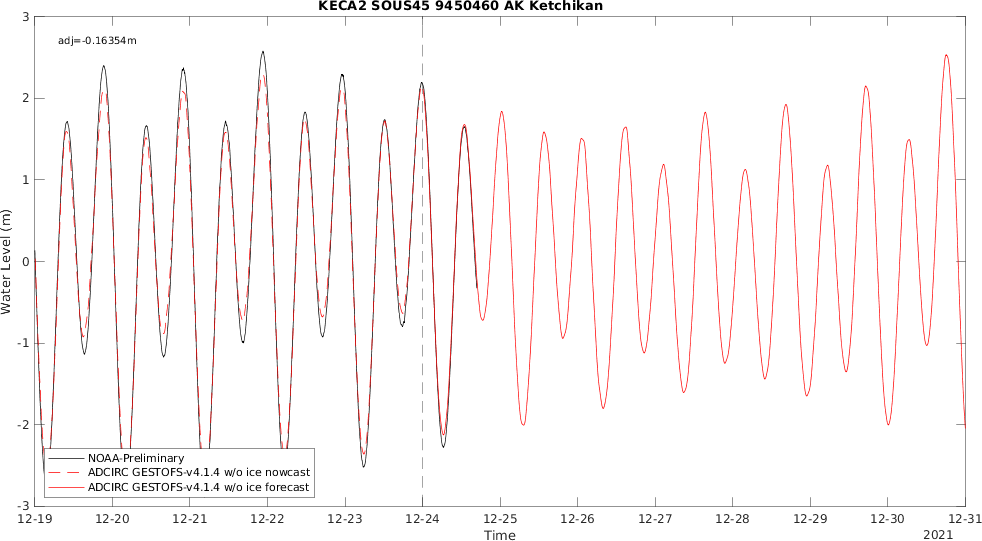 KECA2 SOUS45 9450460 AK Ketchikan
adj=-0.16354m
3
2
1
0
-1
-2
-3
Water Level (m)
NOAA-Preliminary
ADCIRC GESTOFS-v4.1.4 w/o ice nowcast
ADCIRC GESTOFS-v4.1.4 w/o ice forecast
12-19 12-20 12-21 12-22 12-23 12-24 12-25 12-26 12-27 12-28 12-29 12-30 12-31
Time
2021